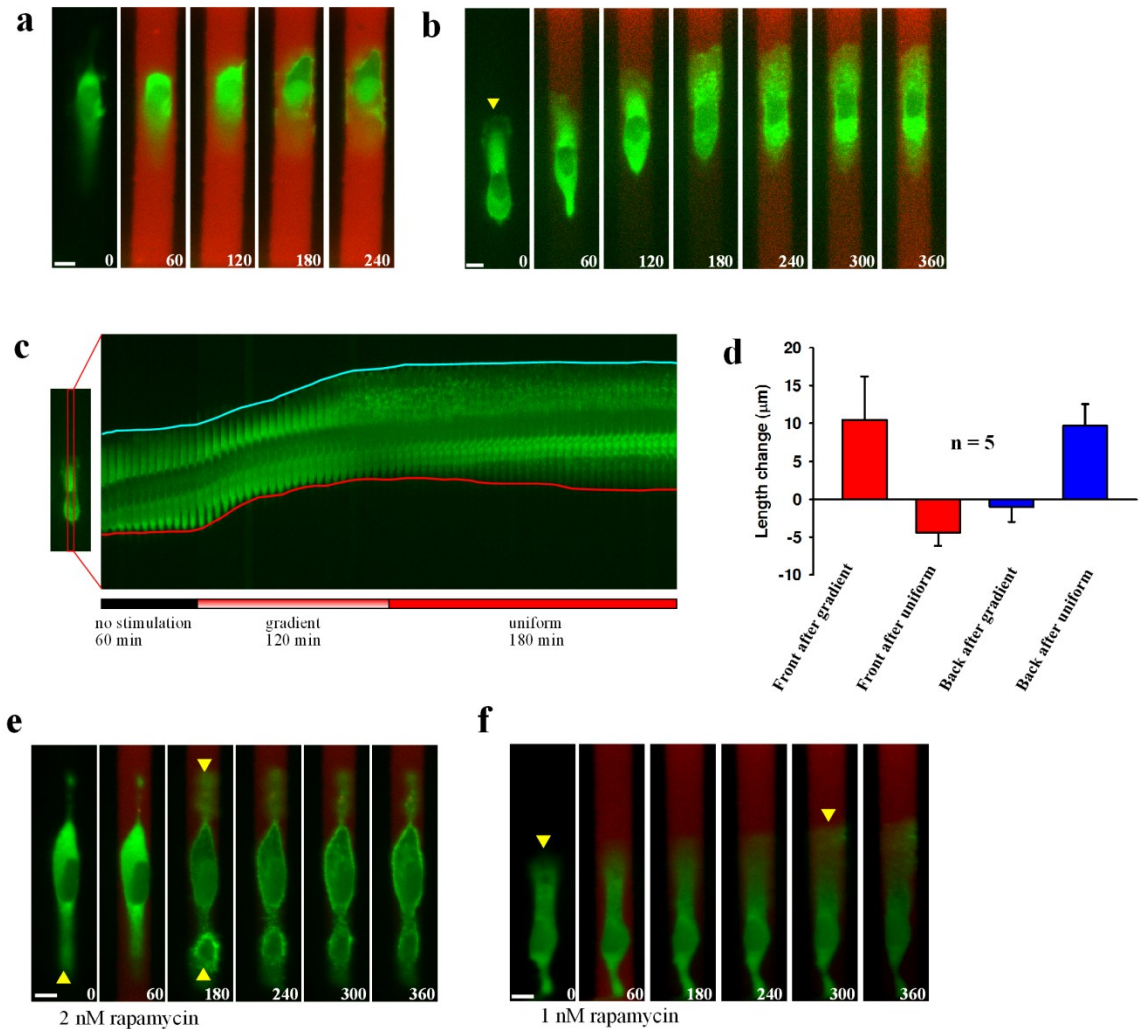 a
0 60 120 180 240
b
0 60 120 180 240 300 360
c
no stimulation
60 min
gradient
120 min
uniform
180 min
d
Length change (μm)
20
15
10
5
0
-5
-10
n = 5
Front after gradient
Front after uniform
Back after gradient
Back after uniform
e
0 60 180 240 300 360
2 nM rapamycin
f
0 60 180 240 300 360
1 nM rapamycin